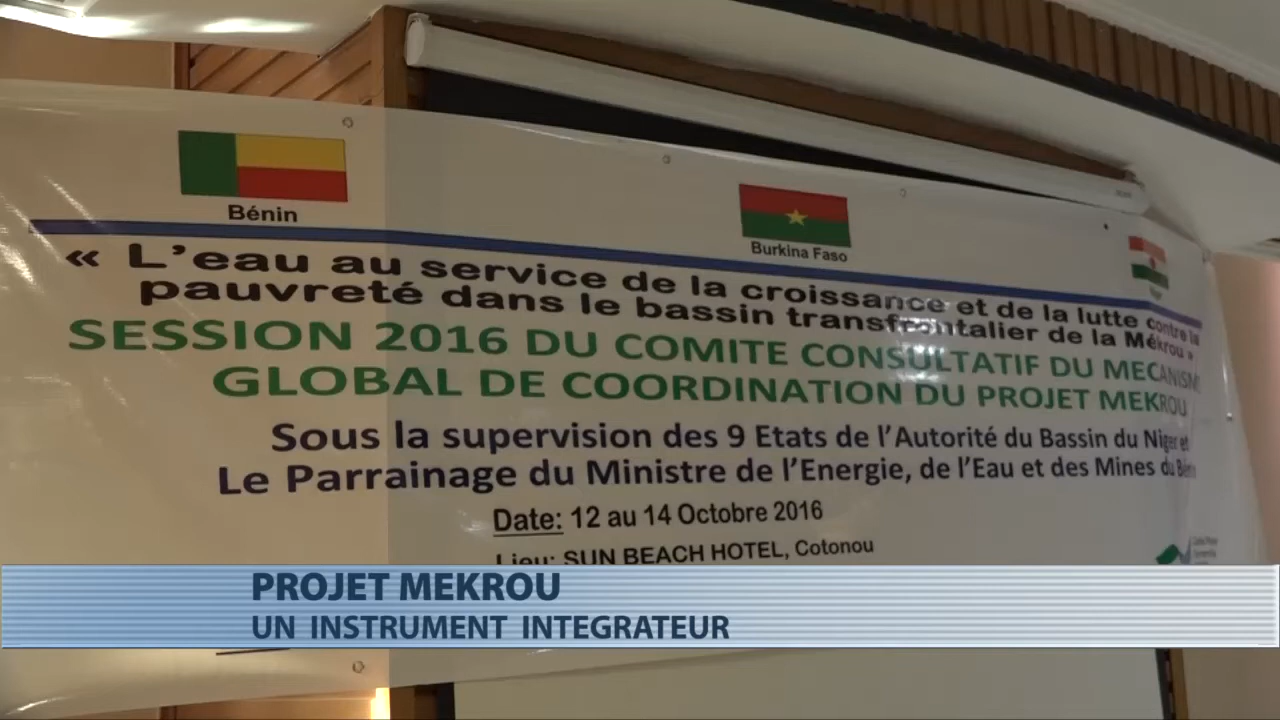 Bénin
Burkina Faso
Niger
« L'eau au service de la croissance et de la lutte contre la
pauvreté dans le bassin transfrontalier de la Mékrou »
SESSION 2016 DU COMITE CONSULTATIF DU MECANISME
GLOBAL DE COORDINATION DU PROJET MEKROU
Sous la supervision des 9 Etats de l'Autorité du Bassin du Niger et
Le Parrainage du Ministre de l'Energie, de l'Eau et des Mines du Bénin
Date: 12 au 14 Octobre 2016
Lieu: SUN BEACH HOTEL, Cotonou
PROJET MEKROU
UN INSTRUMENT INTEGRATEUR